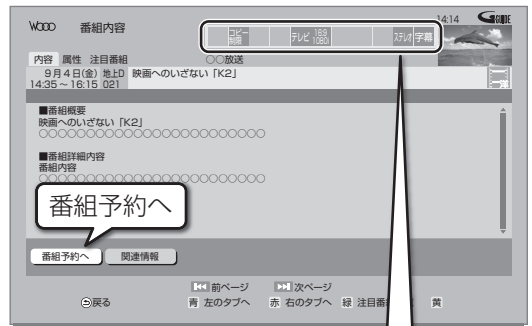 Wooo 番組内容
コピー制限 テレビ 16:9 1080i ステレオ 字幕 14:14 G GUIDE
内容 属性 注目番組 ○○放送
9月4日(金) 地上D 映画へのいざない「K2」
14:35～16:15 021
■番組概要
映画へのいざない「K2」
○○○○○○○○○○○○○○○○○○○○○○○○○
■番組詳細内容
番組内容
○○○○○○○○○○○○○○○○○○○○○○○○○
番組予約へ
番組予約へ 関連情報
前ページ 次ページ
戻る 青 左のタブへ 赤 右のタブへ 緑 注目番 黄